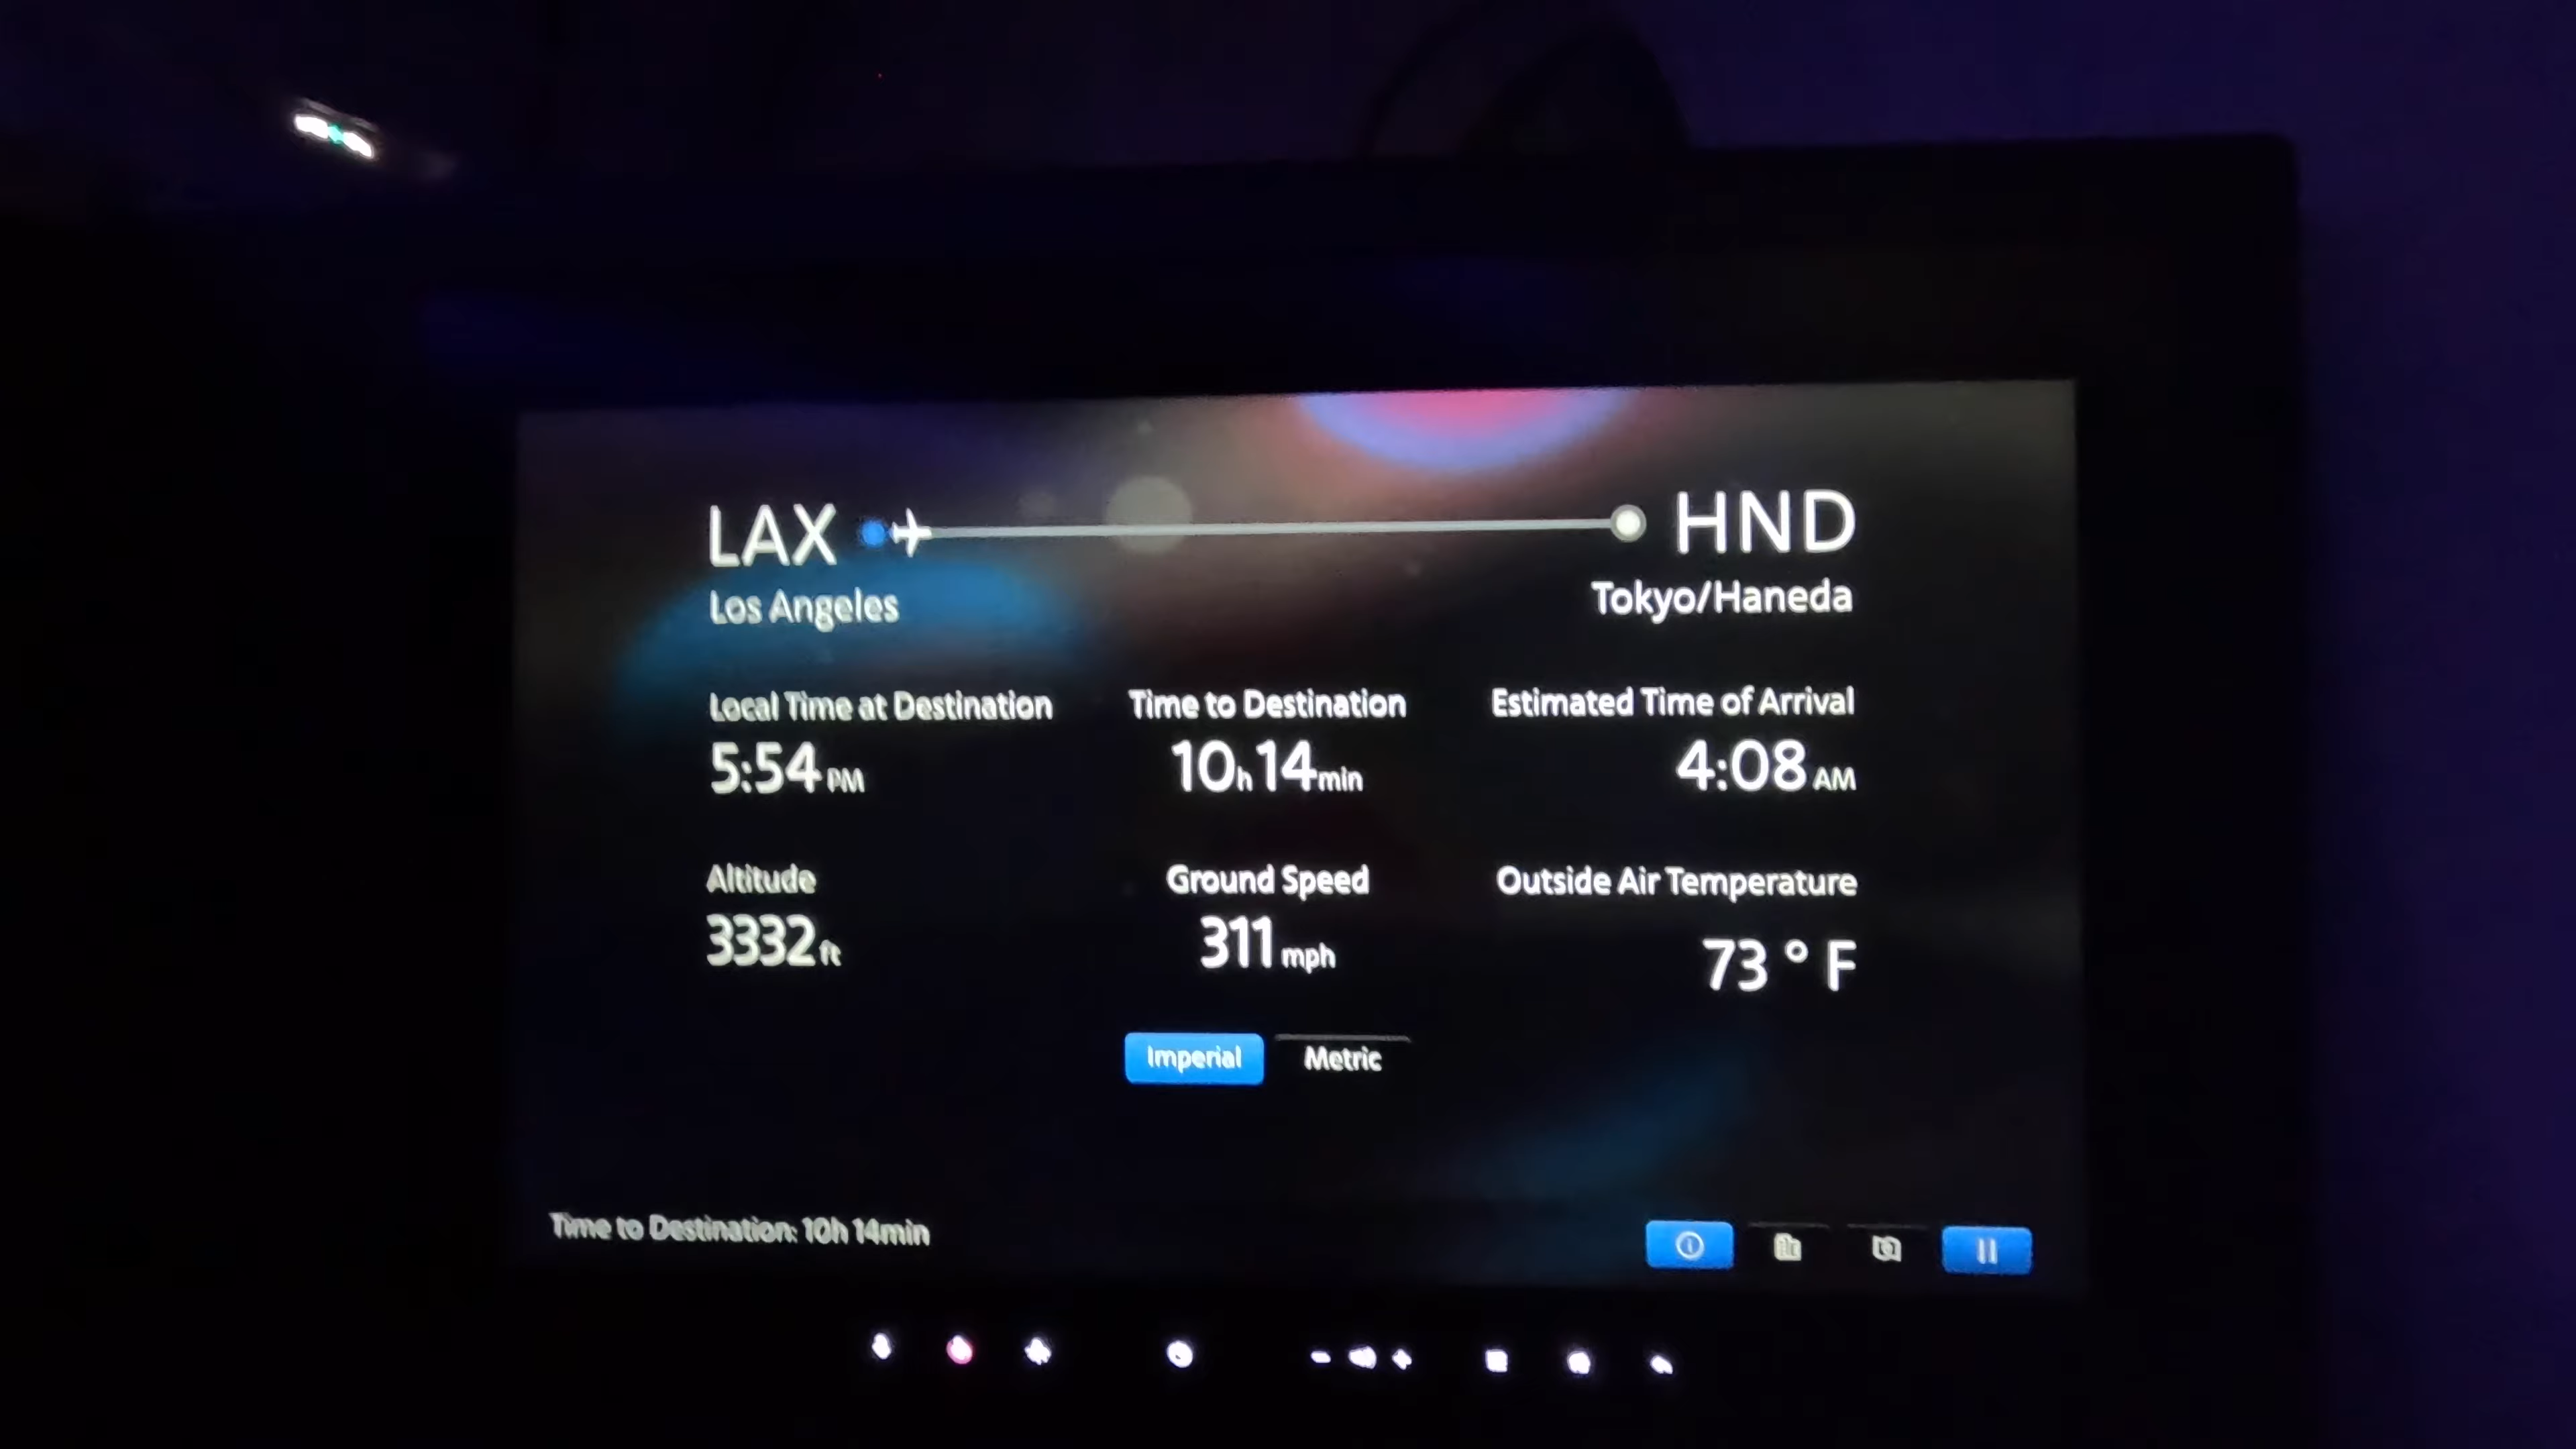 LAX HND
Los Angeles Tokyo/Haneda
Local Time at Destination Time to Destination Estimated Time of Arrival
5:54 PM 10h 14min 4:08 AM
Altitude Ground Speed Outside Air Temperature
3332 ft 311 mph 73 ° F
Imperial Metric
Time to Destination: 10h 14min